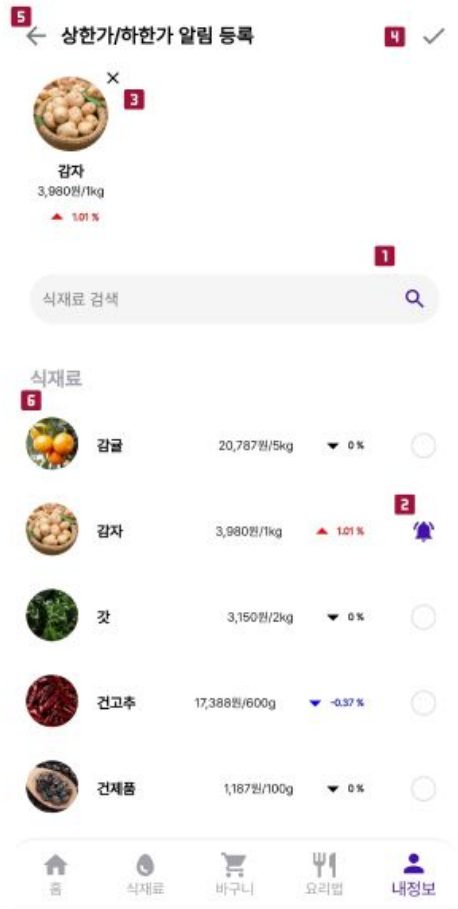 5
상한가/하한가 알림 등록
4
3
감자
3,980원/1kg
▲ 1.01 %
1
식재료 검색
식재료
6
감귤 20,787원/5kg ▼ 0 %
2
감자 3,980원/1kg ▲ 1.01 %
갓 3,150원/2kg ▼ 0 %
건고추 17,388원/600g ▼ -0.37 %
건제품 1,187원/100g ▼ 0 %
홈 식재료 바구니 요리법 내정보